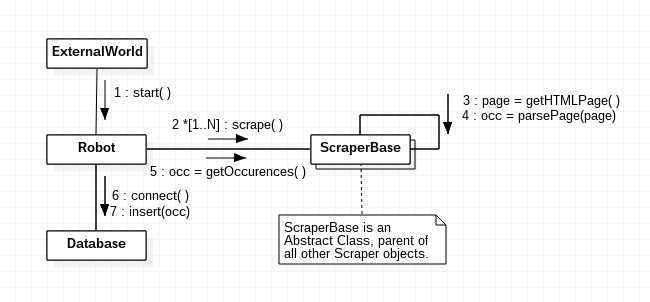 ExternalWorld
1 : start( )
2 *[1..N] : scrape( )
3 : page = getHTMLPage( )
4 : occ = parsePage(page)
Robot
ScraperBase
5 : occ = getOccurences( )
6 : connect( )
7 : insert(occ)
Database
ScraperBase is an
Abstract Class, parent of
all other Scraper objects.